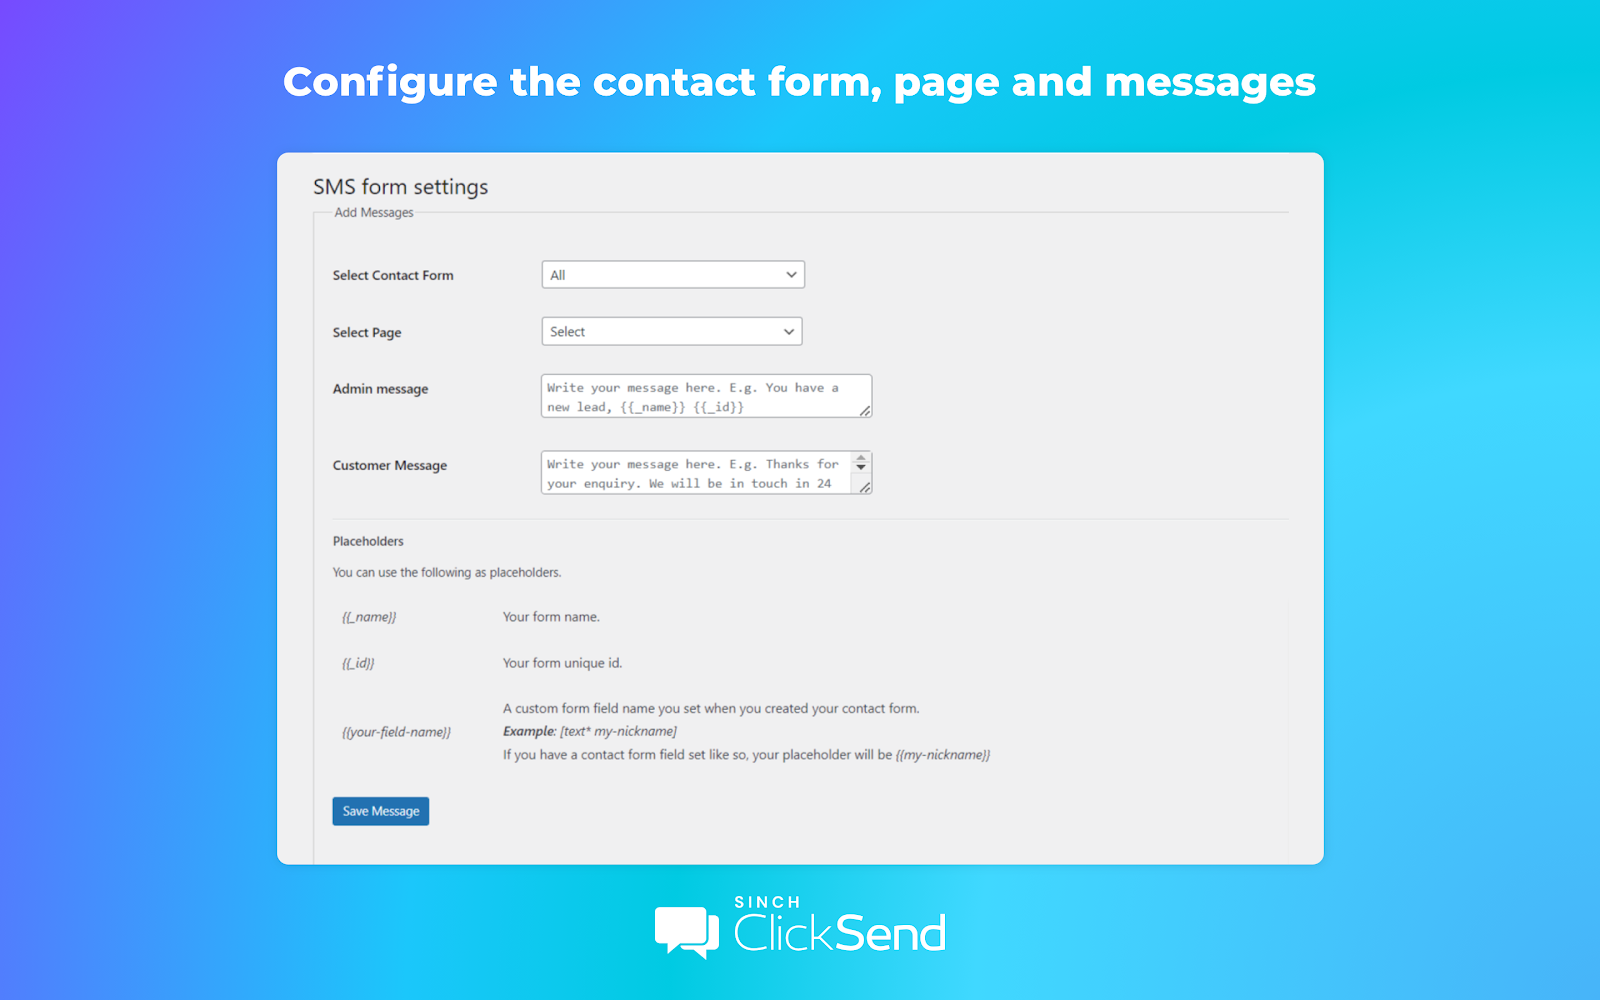 Configure the contact form, page and messages
SMS form settings
Add Messages
Select Contact Form
All
Select Page
Select
Admin message
Write your message here. E.g. You have a
new lead, {{_name}} {{_id}}
Customer Message
Write your message here. E.g. Thanks for
your enquiry. We will be in touch in 24
Placeholders
You can use the following as placeholders.
{{_name}}
Your form name.
{{_id}}
Your form unique id.
{{your-field-name}}
A custom form field name you set when you created your contact form.
Example: [text* my-nickname]
If you have a contact form field set like so, your placeholder will be {{my-nickname}}
Save Message
SINCH
ClickSend